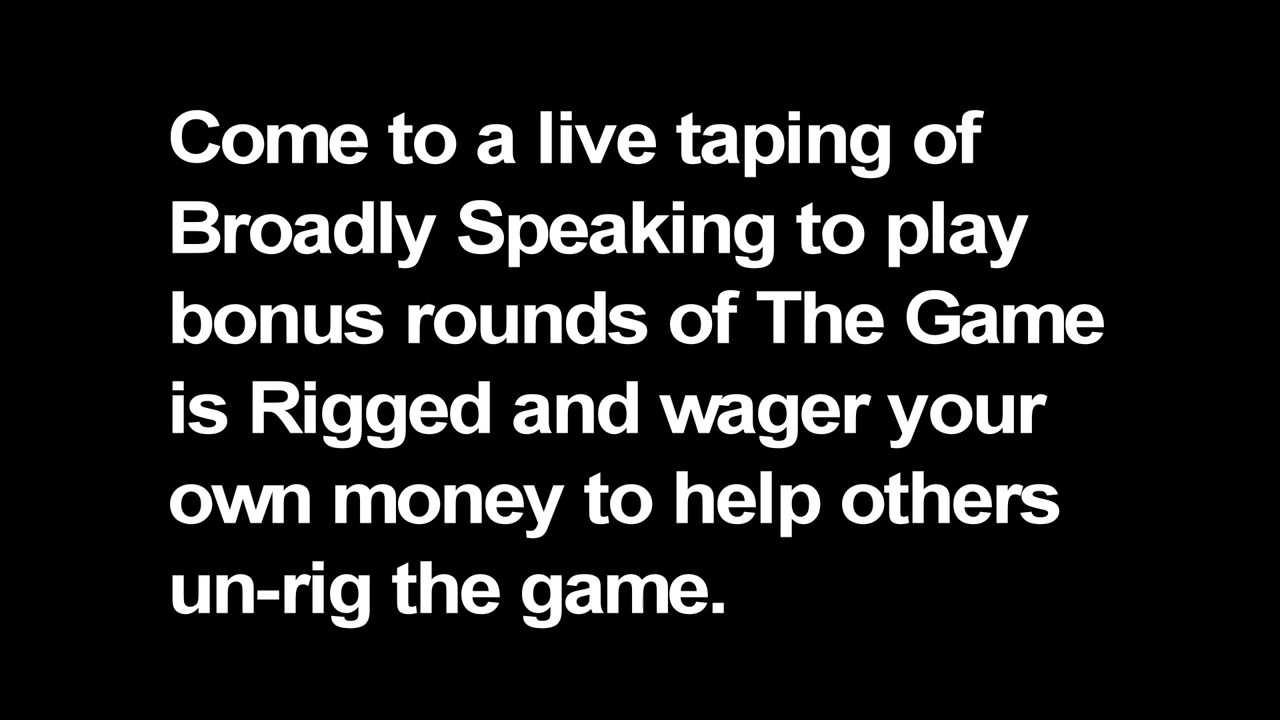 Come to a live taping of
Broadly Speaking to play
bonus rounds of The Game
is Rigged and wager your
own money to help others
un-rig the game.